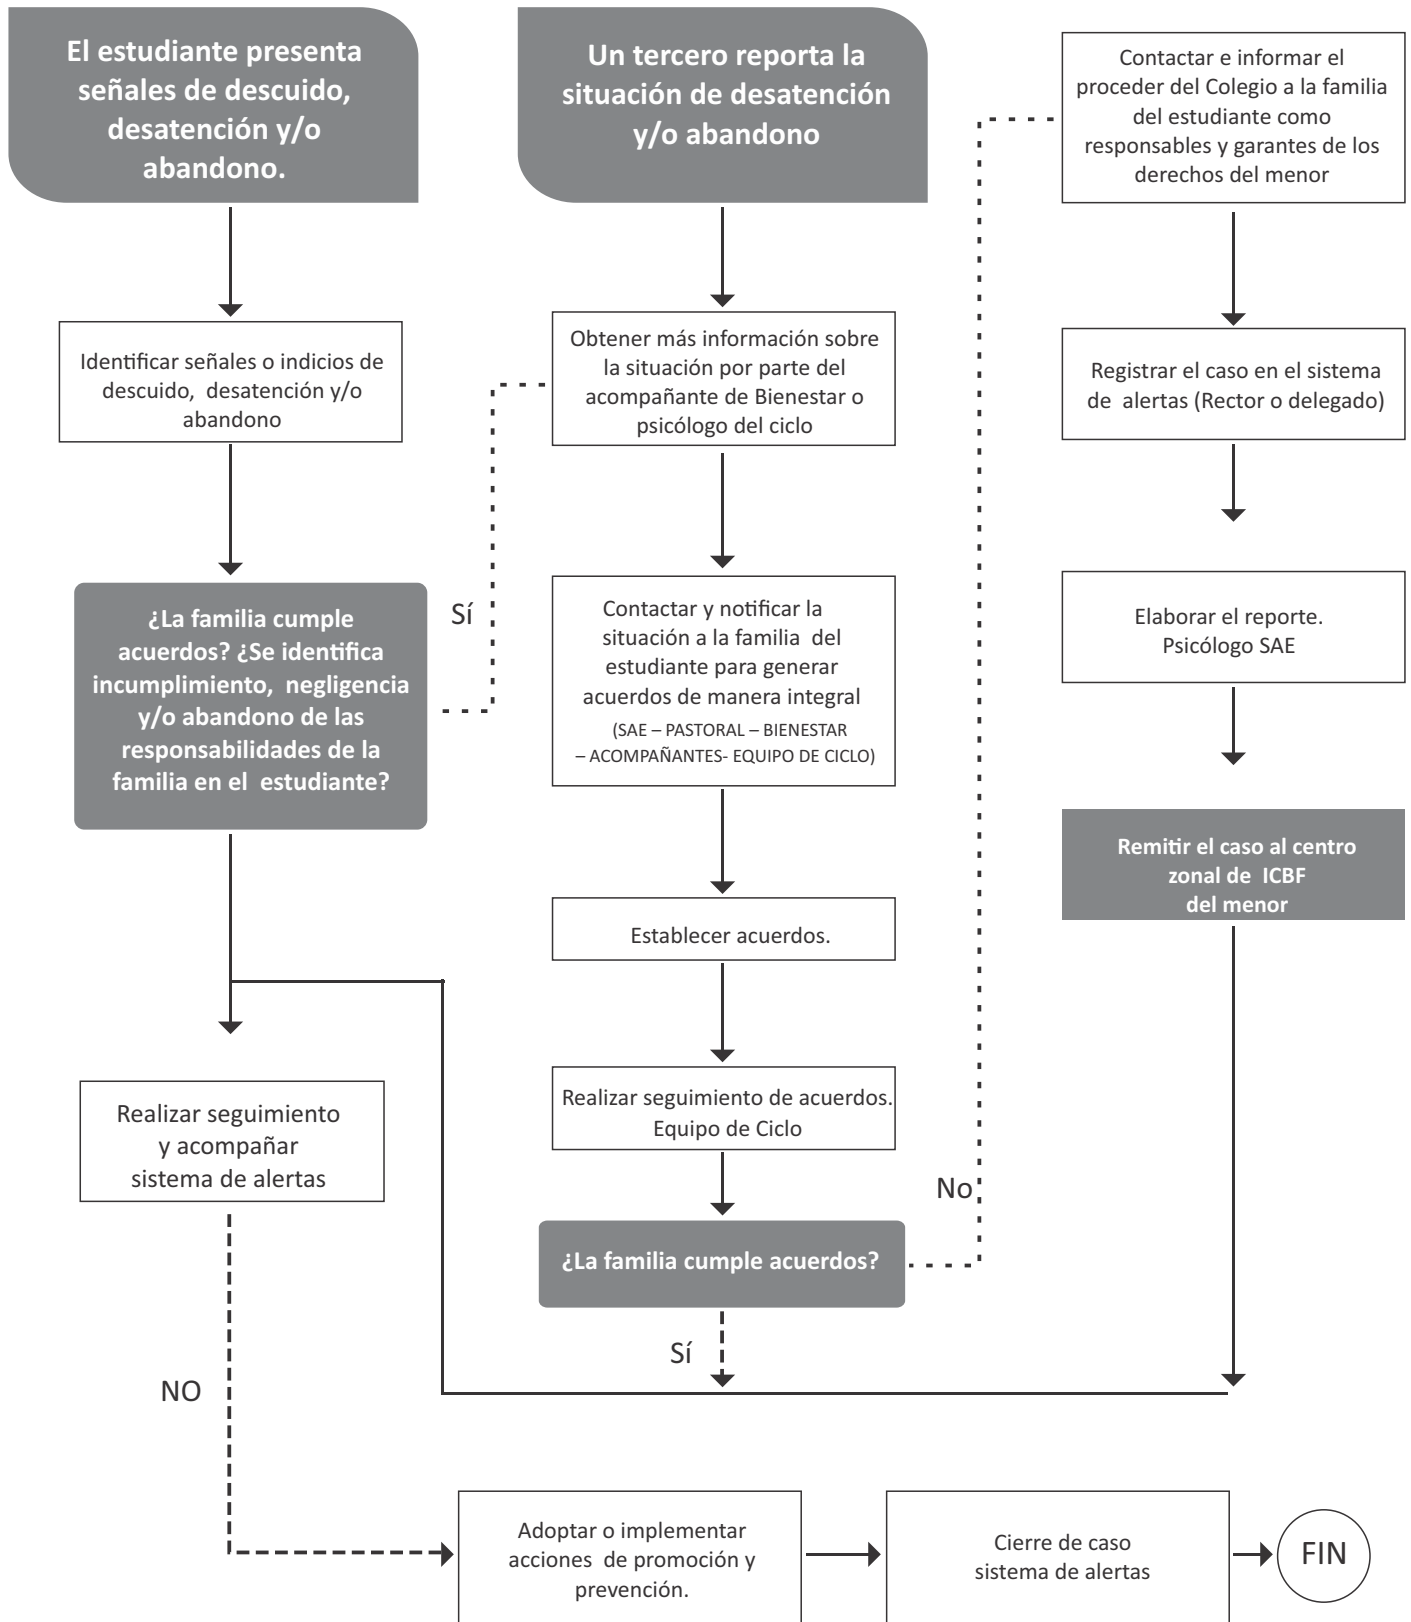 El estudiante presenta
señales de descuido,
desatención y/o
abandono.
Identificar señales o indicios de
descuido, desatención y/o
abandono
¿La familia cumple
acuerdos? ¿Se identifica
incumplimiento, negligencia
y/o abandono de las
responsabilidades de la
familia en el estudiante?
Sí
Realizar seguimiento
y acompañar
sistema de alertas
NO
Un tercero reporta la
situación de desatención
y/o abandono
Obtener más información sobre
la situación por parte del
acompañante de Bienestar o
psicólogo del ciclo
Contactar y notificar la
situación a la familia del
estudiante para generar
acuerdos de manera integral
(SAE – PASTORAL – BIENESTAR
– ACOMPAÑANTES- EQUIPO DE CICLO)
Establecer acuerdos.
Realizar seguimiento de acuerdos.
Equipo de Ciclo
¿La familia cumple acuerdos?
No
Sí
Contactar e informar el
proceder del Colegio a la familia
del estudiante como
responsables y garantes de los
derechos del menor
Registrar el caso en el sistema
de alertas (Rector o delegado)
Elaborar el reporte.
Psicólogo SAE
Remitir el caso al centro
zonal de ICBF
del menor
Adoptar o implementar
acciones de promoción y
prevención.
Cierre de caso
sistema de alertas
FIN